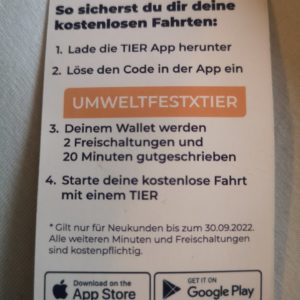 So sicherst du dir deine
kostenlosen Fahrten:
1. Lade die TIER App herunter
2. Löse den Code in der App ein
UMWELTFESTXTIER
3. Deinem Wallet werden
2 Freischaltungen und
20 Minuten gutgeschrieben
4. Starte deine kostenlose Fahrt
mit einem TIER
* Gilt nur für Neukunden bis zum 30.09.2022.
Alle weiteren Minuten und Freischaltungen
sind kostenpflichtig.
Download on the
App Store
GET IT ON
Google Play